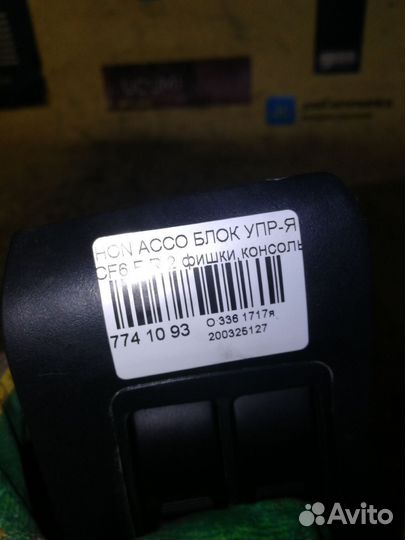 HON ACCO БЛОК УПР-Я
CF6 F R 2 фишки, консоль
774 10 93
О 336 1717я
200325127
Avito